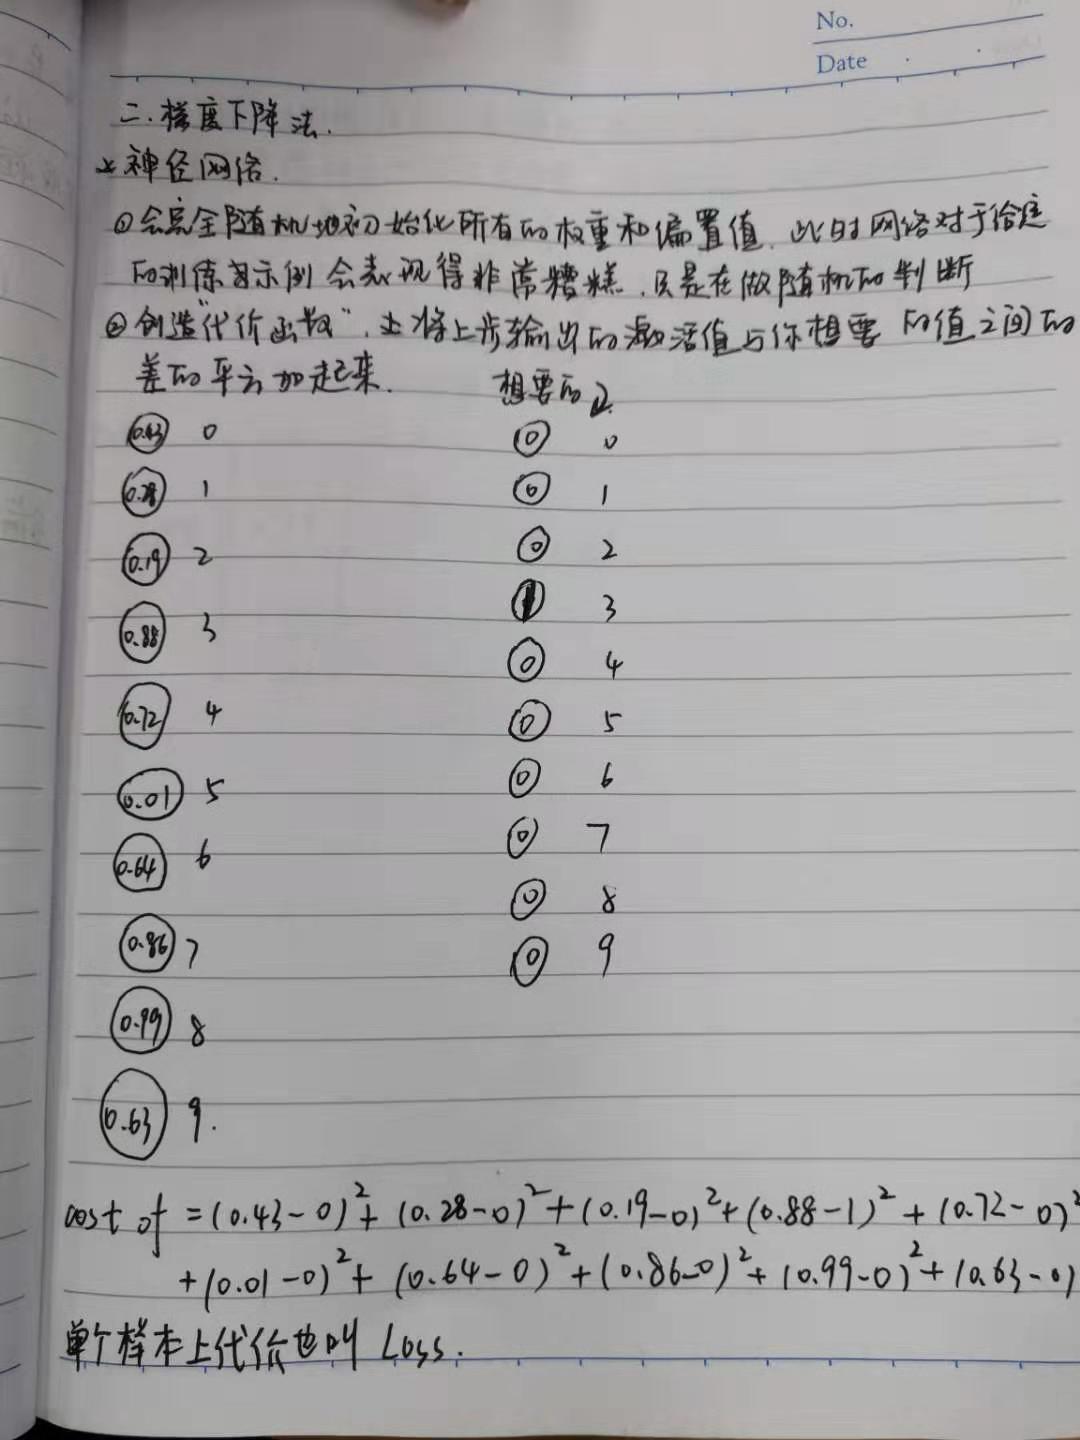 No.
Date
二.梯度下降法.
神经网络.
①会完全随机地初始化所有的权重和偏置值.此时网络对于给定
的训练示例会表现得非常糟糕.只是在做随机的判断
②创造"代价函数".将上步输出的激活值与你想要的值之间的
差的平方加起来.
想要的
0.43 0 0 0
0.28 1 0 1
0.19 2 0 2
0.88 3 1 3
0.72 4 0 4
0.01 5 0 5
0.64 6 0 6
0.86 7 0 7
0.99 8 0 8
0.63 9. 0 9
cost of =(0.43-0)²+(0.28-0)²+(0.19-0)²+(0.88-1)²+(0.72-0)²
+(0.01-0)²+(0.64-0)²+(0.86-0)²+(0.99-0)²+(0.63-0)
单个样本上代价也叫 Loss.